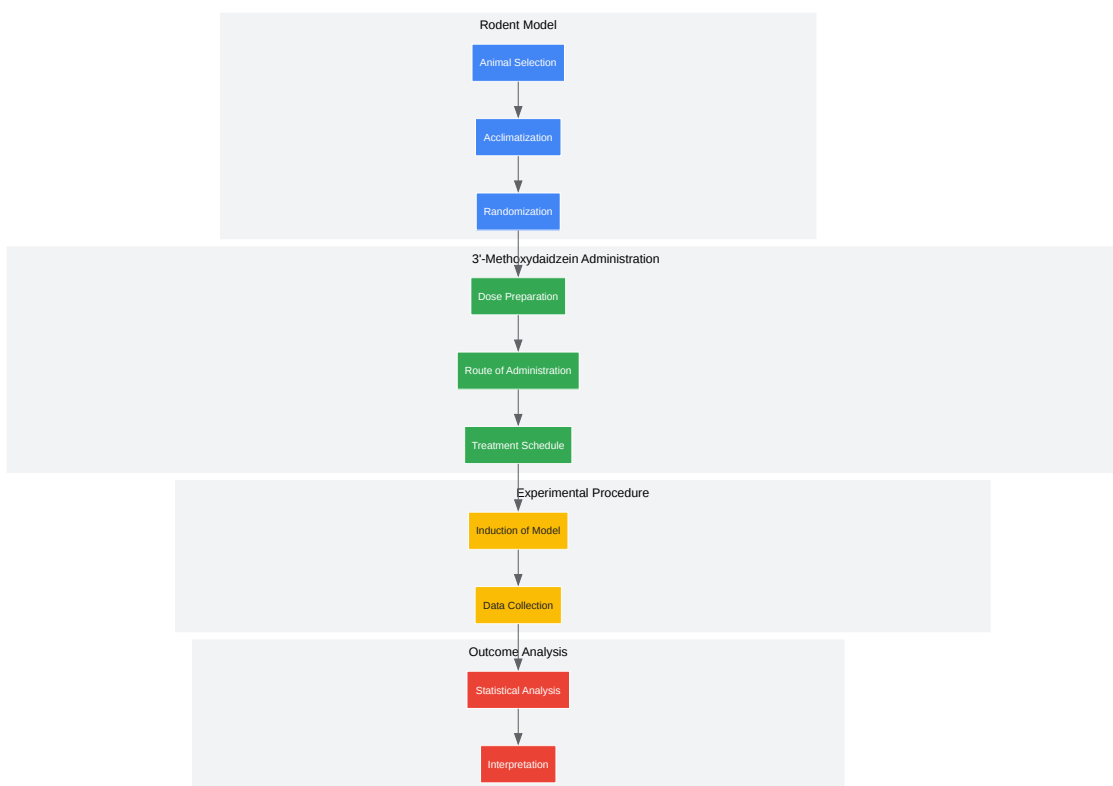 Rodent Model
Animal Selection
Acclimatization
Randomization
3'-Methoxydaidzein Administration
Dose Preparation
Route of Administration
Treatment Schedule
Experimental Procedure
Induction of Model
Data Collection
Outcome Analysis
Statistical Analysis
Interpretation